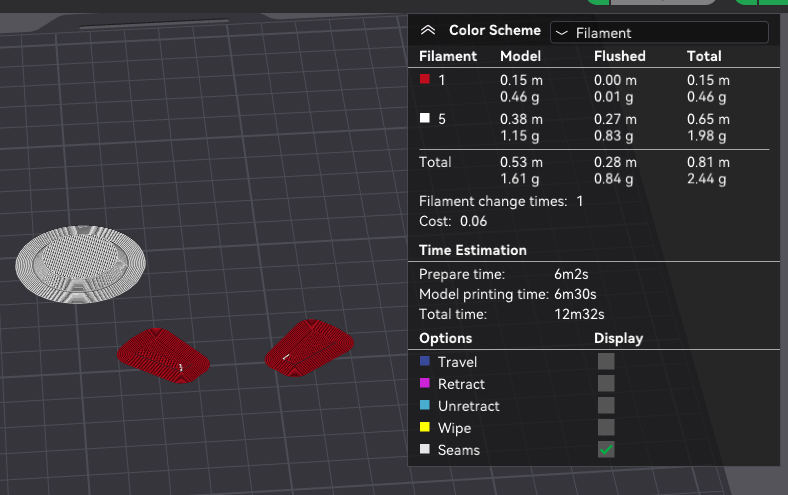 Color Scheme Filament
Filament Model Flushed Total
1 0.15 m 0.00 m 0.15 m
0.46 g 0.01 g 0.46 g
5 0.38 m 0.27 m 0.65 m
1.15 g 0.83 g 1.98 g
Total 0.53 m 0.28 m 0.81 m
1.61 g 0.84 g 2.44 g
Filament change times: 1
Cost: 0.06
Time Estimation
Prepare time: 6m2s
Model printing time: 6m30s
Total time: 12m32s
Options Display
Travel
Retract
Unretract
Wipe
Seams